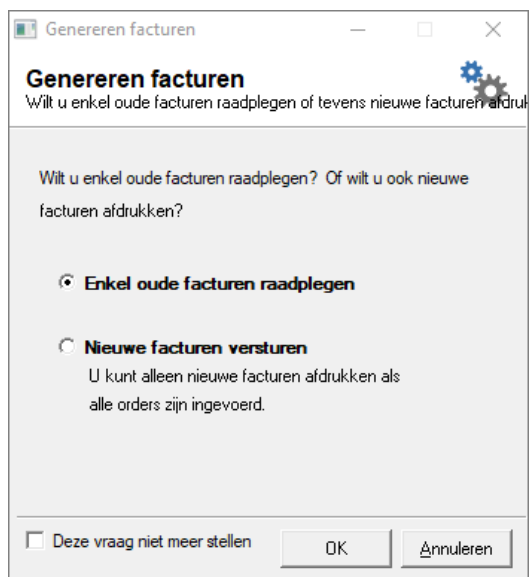 Genereren facturen
Genereren facturen
Wilt u enkel oude facturen raadplegen of tevens nieuwe facturen afdruk
Wilt u enkel oude facturen raadplegen? Of wilt u ook nieuwe
facturen afdrukken?
Enkel oude facturen raadplegen
Nieuwe facturen versturen
U kunt alleen nieuwe facturen afdrukken als
alle orders zijn ingevoerd.
Deze vraag niet meer stellen
OK
Annuleren